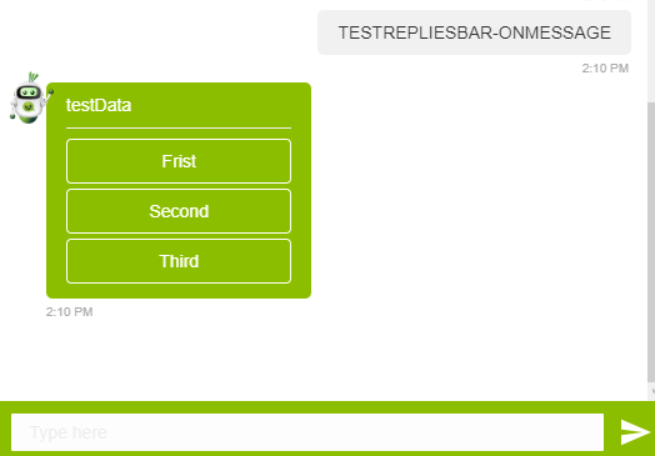 TESTREPLIESBAR-ONMESSAGE
2:10 PM
testData
Frist
Second
Third
2:10 PM
Type here